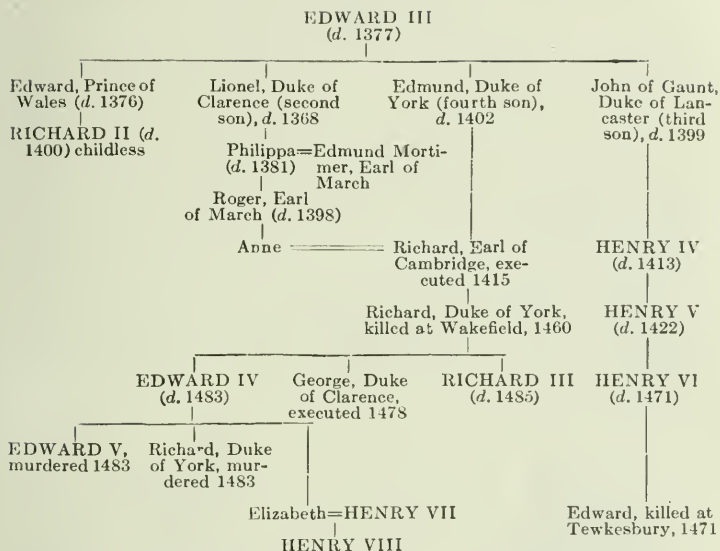 EDWARD III
(d. 1377)
Edward, Prince of
Wales (d. 1376)
RICHARD II (d.
1400) childless
Lionel, Duke of
Clarence (second
son), d. 1368
Philippa=Edmund Morti-
(d. 1381) mer, Earl of
March
Roger, Earl
of March (d. 1398)
Anne
Edmund, Duke of
York (fourth son),
d. 1402
Richard, Earl of
Cambridge, exe-
cuted 1415
Richard, Duke of York,
killed at Wakefield, 1460
John of Gaunt,
Duke of Lan-
caster (third
son), d. 1399
HENRY IV
(d. 1413)
HENRY V
(d. 1422)
HENRY VI
(d. 1471)
Edward, killed at
Tewkesbury, 1471
EDWARD IV
(d. 1483)
George, Duke
of Clarence,
executed 1478
RICHARD III
(d. 1485)
EDWARD V,
murdered 1483
Richard, Duke
of York, mur-
dered 1483
Elizabeth=HENRY VII
HENRY VIII